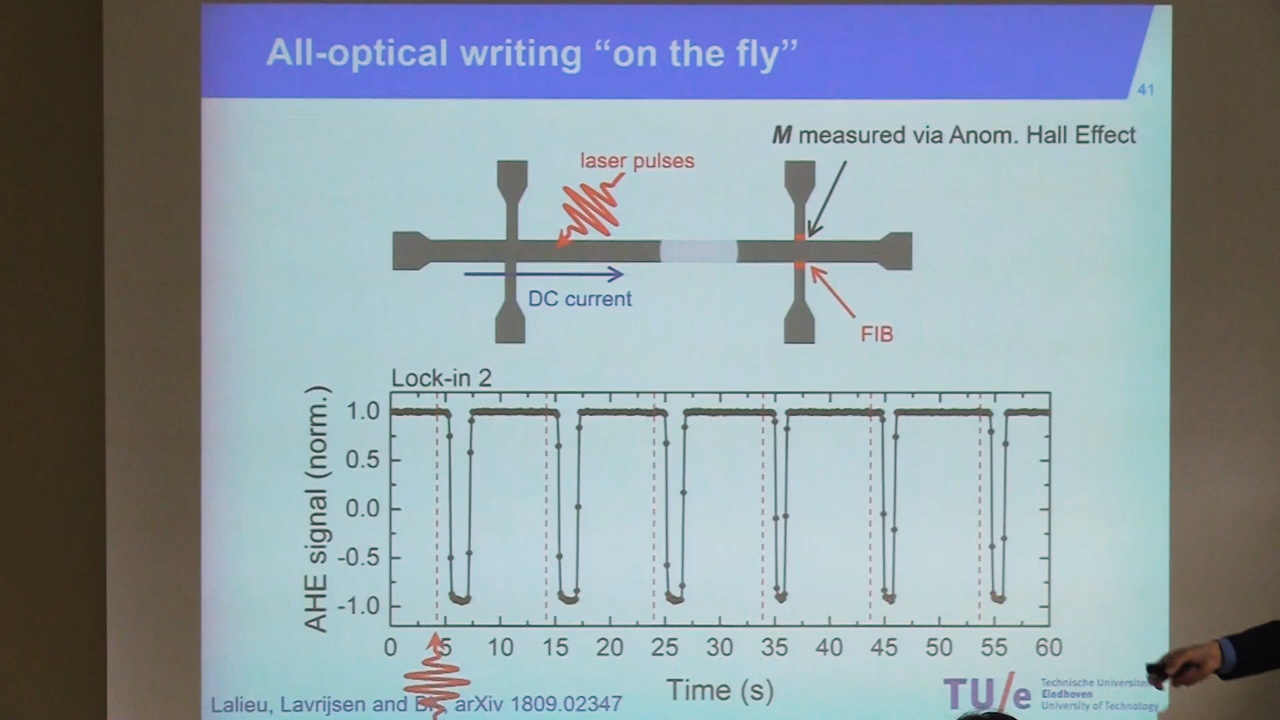 All-optical writing “on the fly”
41
M measured via Anom. Hall Effect
laser pulses
DC current
FIB
Lock-in 2
AHE signal (norm.)
1.0
0.5
0.0
-0.5
-1.0
0 5 10 15 20 25 30 35 40 45 50 55 60
Time (s)
Lalieu, Lavrijsen and arXiv 1809.02347
TU/e
Technische
Eindhoven
University of Technology